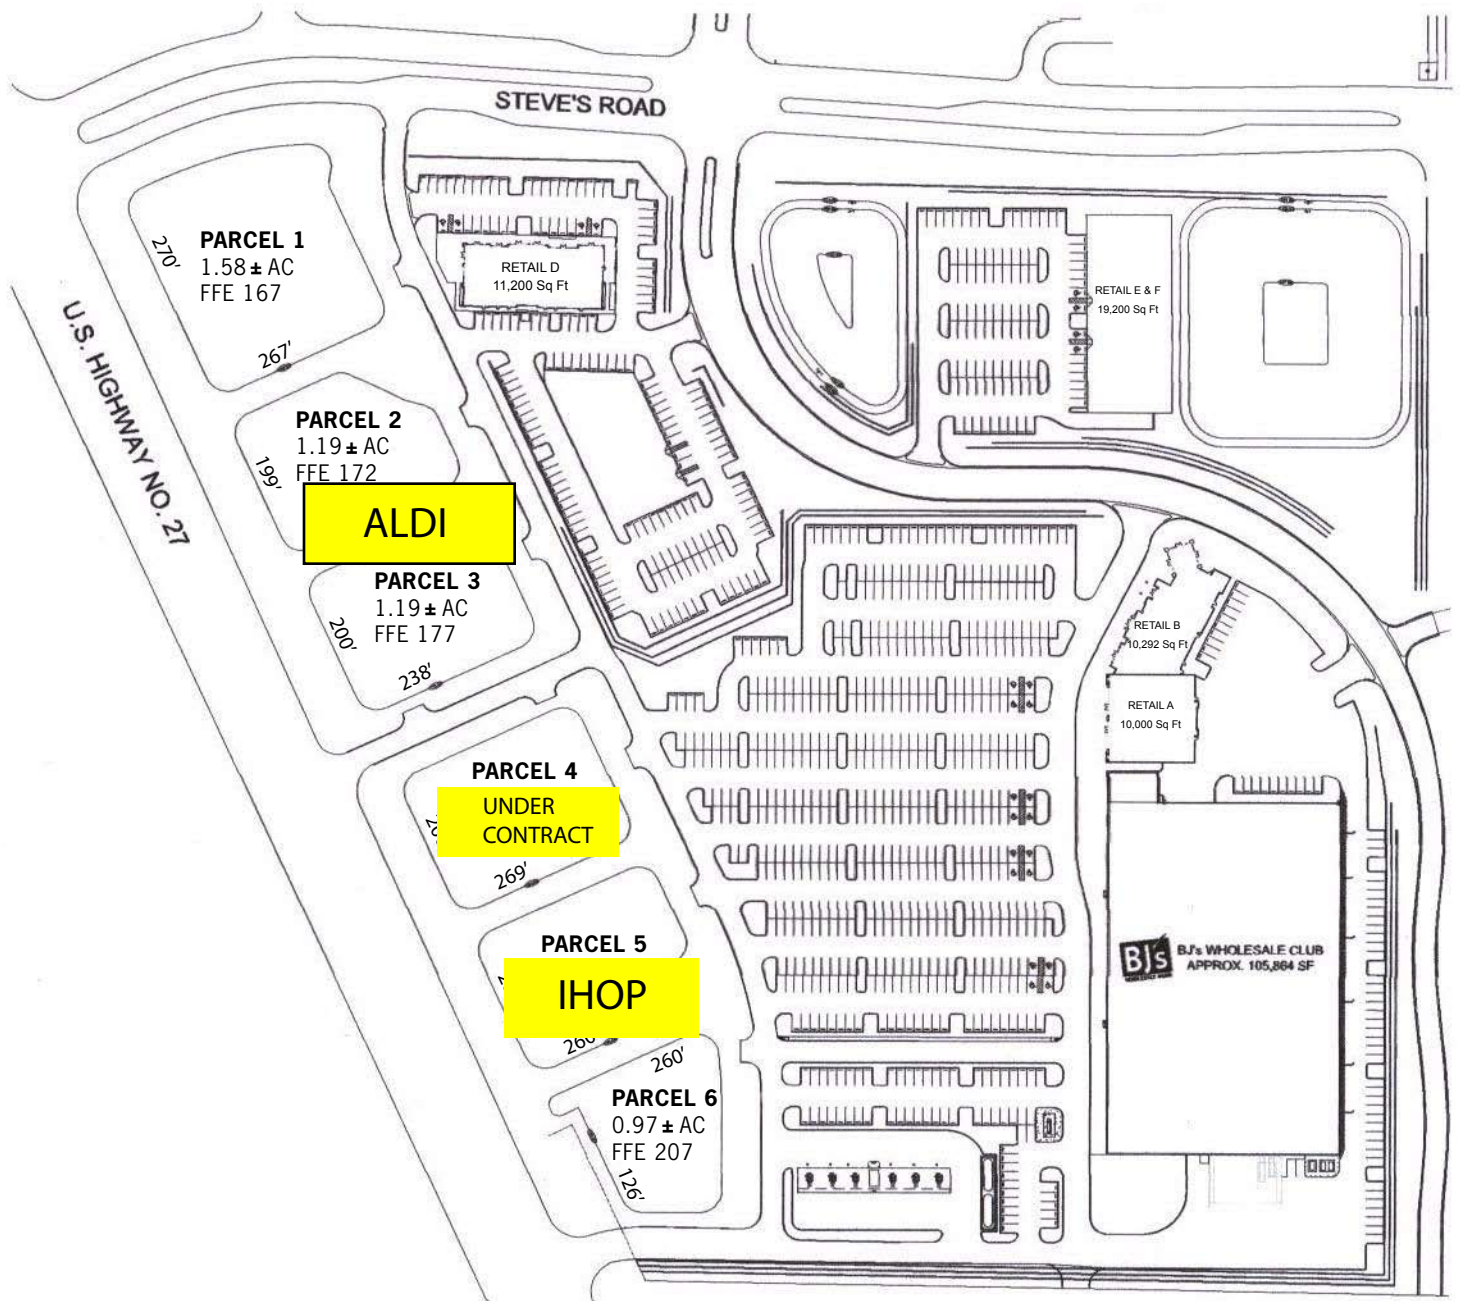 STEVE'S ROAD
U.S. HIGHWAY NO. 27
PARCEL 1
1.58 ± AC
FFE 167
270'
267'
RETAIL D
11,200 Sq Ft
RETAIL E & F
19,200 Sq Ft
PARCEL 2
1.19 ± AC
FFE 172
199'
ALDI
PARCEL 3
1.19 ± AC
FFE 177
200'
238'
RETAIL B
10,292 Sq Ft
RETAIL A
10,000 Sq Ft
PARCEL 4
UNDER
CONTRACT
269'
PARCEL 5
IHOP
260'
PARCEL 6
0.97 ± AC
FFE 207
126'
BJ's
BJ's WHOLESALE CLUB
APPROX. 105,864 SF